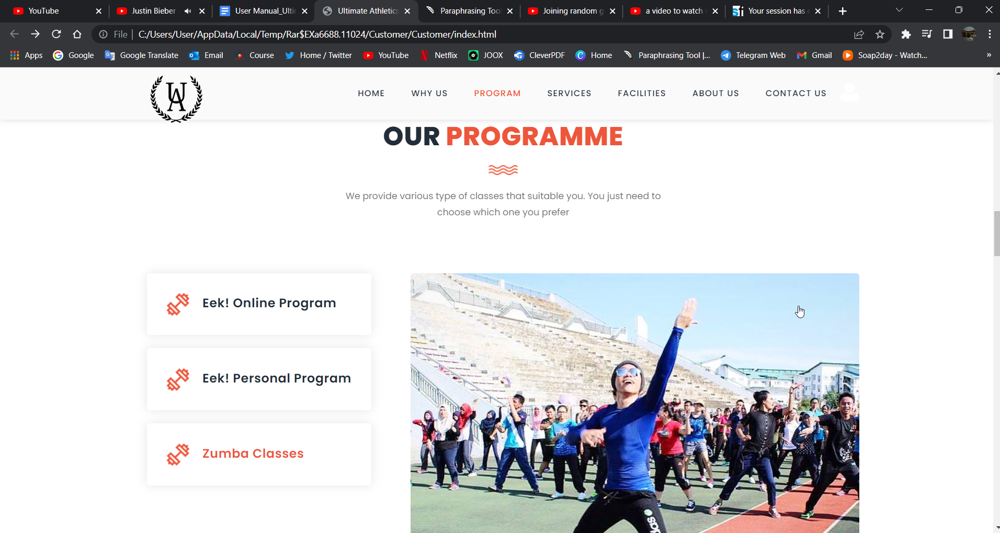 YouTube
Justin Bieber
User Manual_Ulti
Ultimate Athletics
Paraphrasing Too
Joining random g
a video to watch
Your session has e
File
C:/Users/User/AppData/Local/Temp/Rar$EXa6688.11024/Customer/Customer/index.html
Apps
Google
Google Translate
Email
Course
Home / Twitter
YouTube
Netflix
JOOX
CleverPDF
Home
Paraphrasing Tool |...
Telegram Web
Gmail
Soap2day - Watch...
»
UA
HOME
WHY US
PROGRAM
SERVICES
FACILITIES
ABOUT US
CONTACT US
OUR PROGRAMME
We provide various type of classes that suitable you. You just need to
choose which one you prefer
Eek! Online Program
Eek! Personal Program
Zumba Classes